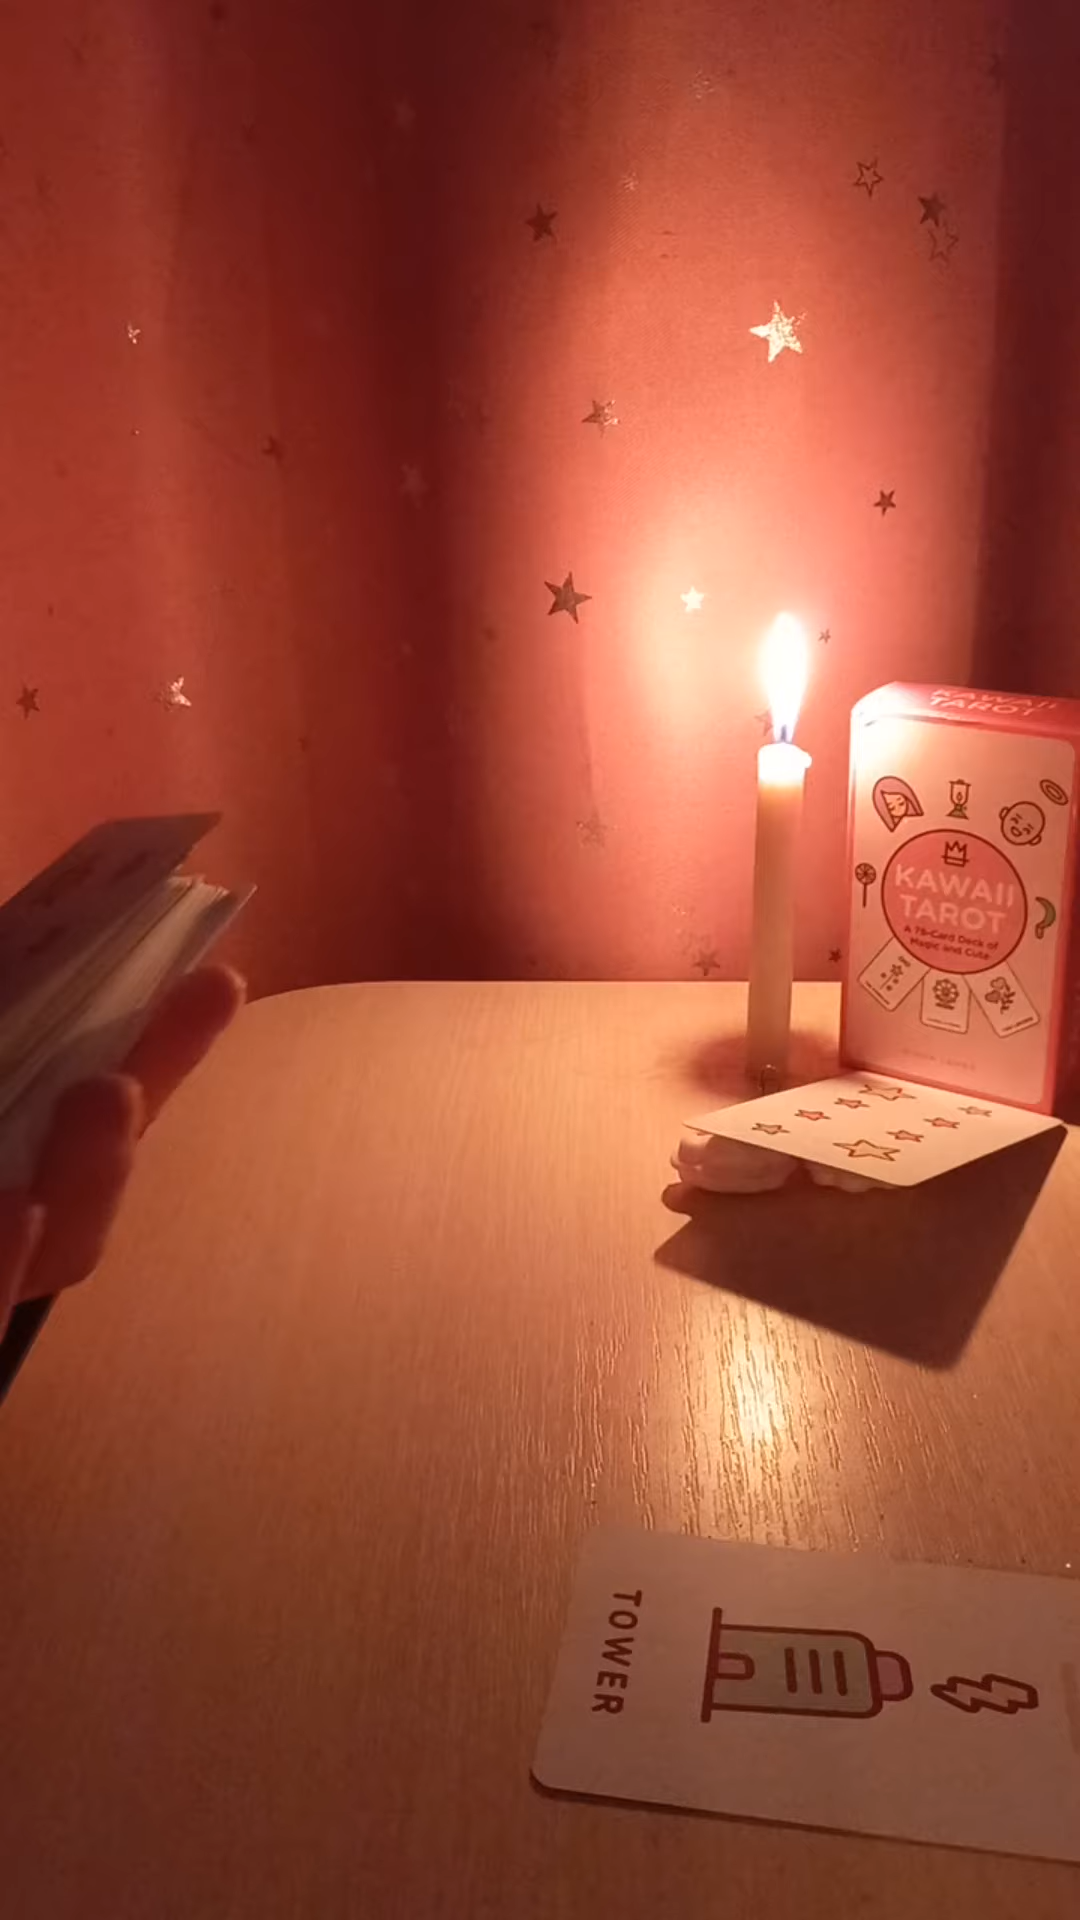 KAWAII
TAROT
KAWAII
TAROT
A 78-Card Deck of
Magic and Cute
TOWER